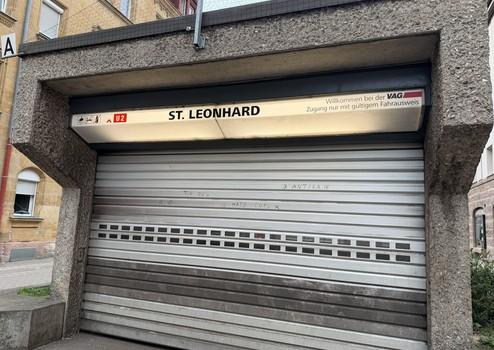 A
U2
ST. LEONHARD
Willkommen bei der VAG
Zugang nur mit gültigem Fahrausweis